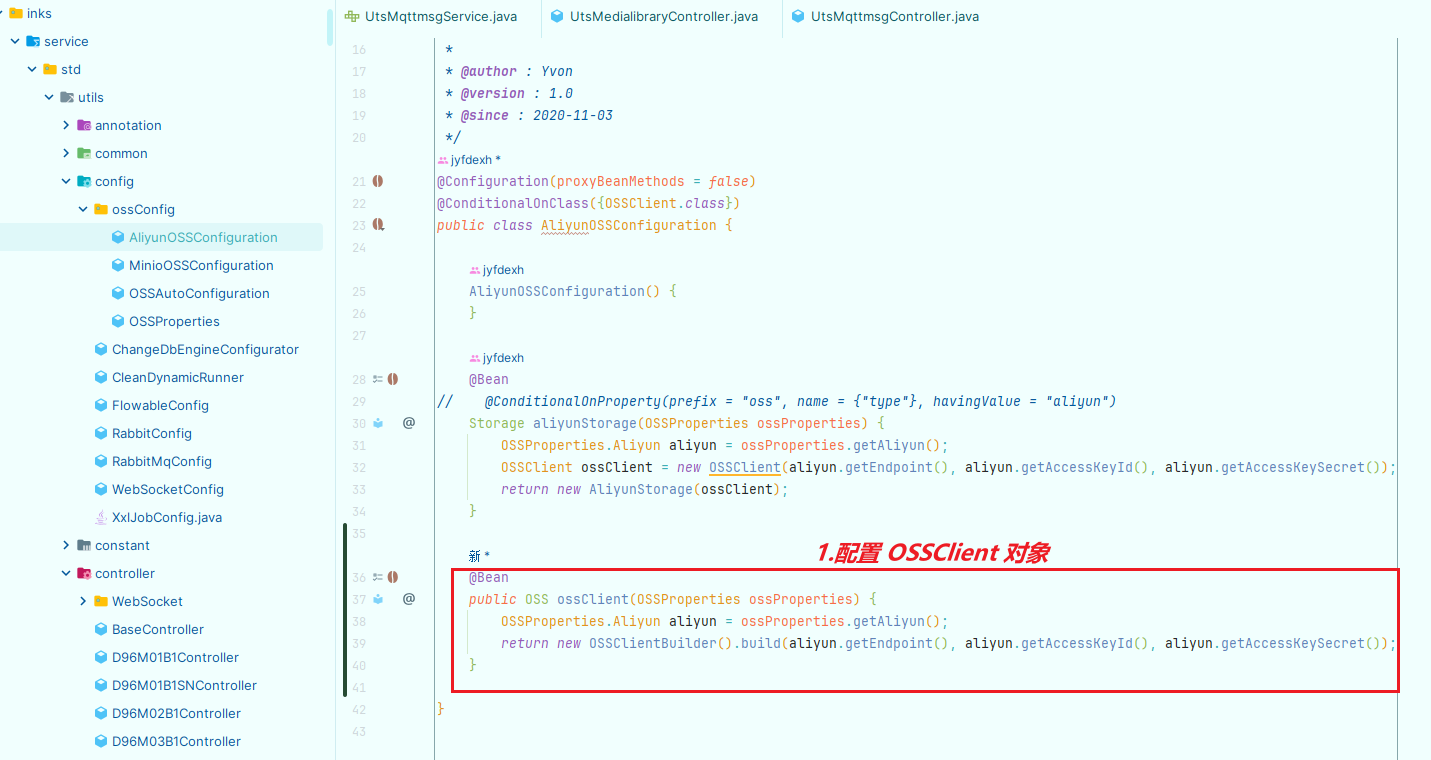 inks
service
std
utils
annotation
common
config
ossConfig
AliyunOSSConfiguration
MinioOSSConfiguration
OSSAutoConfiguration
OSSProperties
ChangeDbEngineConfigurator
CleanDynamicRunner
FlowableConfig
RabbitConfig
RabbitMqConfig
WebSocketConfig
XxlJobConfig.java
constant
controller
WebSocket
BaseController
D96M01B1Controller
D96M01B1SNController
D96M02B1Controller
D96M03B1Controller
UtsMqttmsgService.java UtsMedialibraryController.java UtsMqttmsgController.java
16 *
17 * @author : Yvon
18 * @version : 1.0
19 * @since : 2020-11-03
20 */
jyfdexh *
21 @Configuration(proxyBeanMethods = false)
22 @ConditionalOnClass({OSSClient.class})
23 public class AliyunOSSConfiguration {
24
jyfdexh
25 AliyunOSSConfiguration() {
26 }
27
jyfdexh
28 @Bean
29 // @ConditionalOnProperty(prefix = "oss", name = {"type"}, havingValue = "aliyun")
30 @ Storage aliyunStorage(OSSProperties ossProperties) {
31 OSSProperties.Aliyun aliyun = ossProperties.getAliyun();
32 OSSClient ossClient = new OSSClient(aliyun.getEndpoint(), aliyun.getAccessKeyId(), aliyun.getAccessKeySecret());
33 return new AliyunStorage(ossClient);
34 }
35
1.配置 OSSClient 对象
新 *
36 @Bean
37 @ public OSS ossClient(OSSProperties ossProperties) {
38 OSSProperties.Aliyun aliyun = ossProperties.getAliyun();
39 return new OSSClientBuilder().build(aliyun.getEndpoint(), aliyun.getAccessKeyId(), aliyun.getAccessKeySecret());
40 }
41
42 }
43